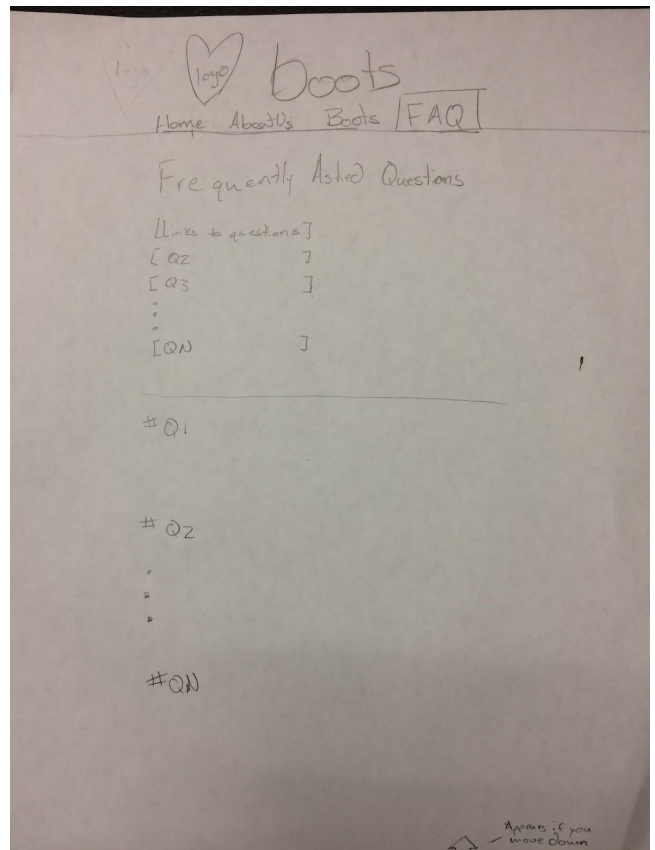 logo logo boots
Home About Us Boots FAQ
Frequently Asked Questions
[Links to questions]
[Q2 ]
[Q3 ]
[QN ]
#Q1
#Q2
#QN
Appears if you
move down